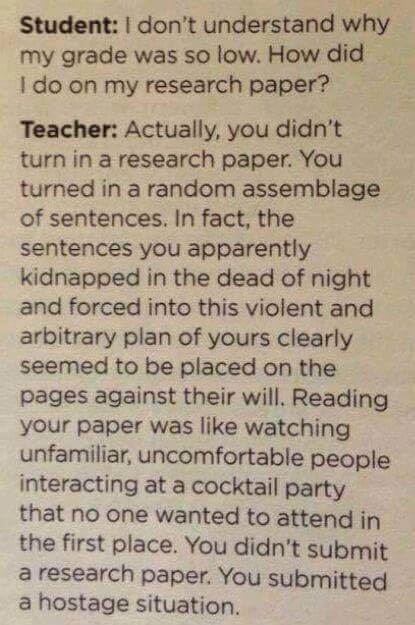 Student: I don't understand why
my grade was so low. How did
I do on my research paper?
Teacher: Actually, you didn't
turn in a research paper. You
turned in a random assemblage
of sentences. In fact, the
sentences you apparently
kidnapped in the dead of night
and forced into this violent and
arbitrary plan of yours clearly
seemed to be placed on the
pages against their will. Reading
your paper was like watching
unfamiliar, uncomfortable people
interacting at a cocktail party
that no one wanted to attend in
the first place. You didn't submit
a research paper. You submitted
a hostage situation.